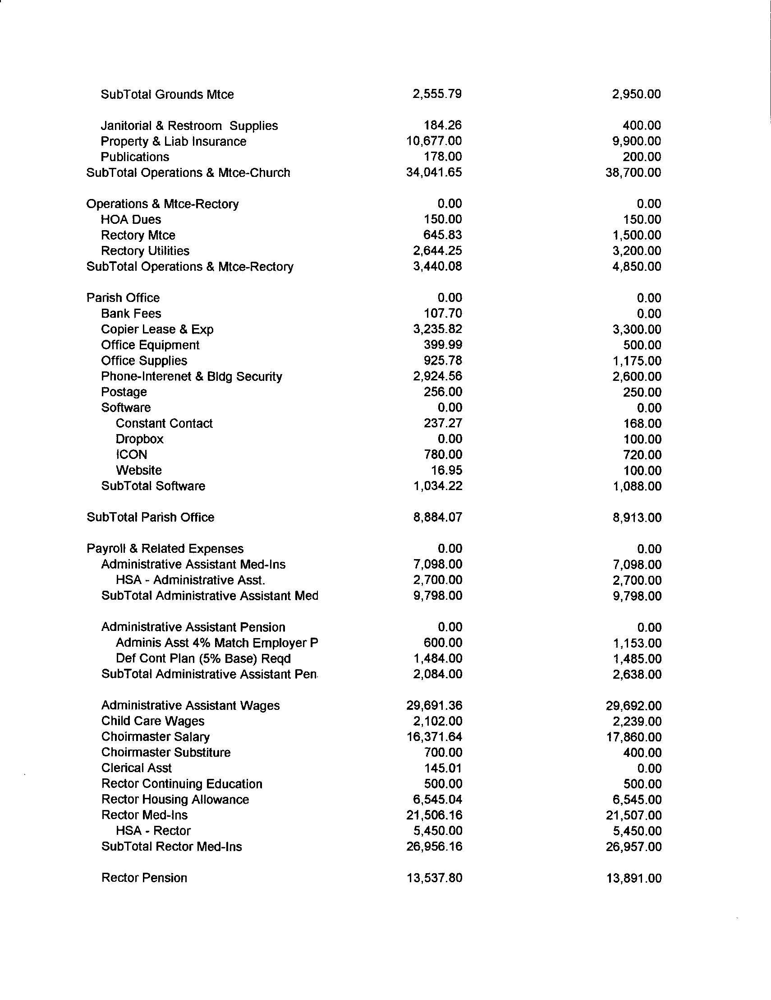 SubTotal Grounds Mtce 2,555.79 2,950.00
Janitorial & Restroom Supplies 184.26 400.00
Property & Liab Insurance 10,677.00 9,900.00
Publications 178.00 200.00
SubTotal Operations & Mtce-Church 34,041.65 38,700.00
Operations & Mtce-Rectory 0.00 0.00
HOA Dues 150.00 150.00
Rectory Mtce 645.83 1,500.00
Rectory Utilities 2,644.25 3,200.00
SubTotal Operations & Mtce-Rectory 3,440.08 4,850.00
Parish Office 0.00 0.00
Bank Fees 107.70 0.00
Copier Lease & Exp 3,235.82 3,300.00
Office Equipment 399.99 500.00
Office Supplies 925.78 1,175.00
Phone-Interenet & Bldg Security 2,924.56 2,600.00
Postage 256.00 250.00
Software 0.00 0.00
Constant Contact 237.27 168.00
Dropbox 0.00 100.00
ICON 780.00 720.00
Website 16.95 100.00
SubTotal Software 1,034.22 1,088.00
SubTotal Parish Office 8,884.07 8,913.00
Payroll & Related Expenses 0.00 0.00
Administrative Assistant Med-Ins 7,098.00 7,098.00
HSA - Administrative Asst. 2,700.00 2,700.00
SubTotal Administrative Assistant Med 9,798.00 9,798.00
Administrative Assistant Pension 0.00 0.00
Adminis Asst 4% Match Employer P 600.00 1,153.00
Def Cont Plan (5% Base) Reqd 1,484.00 1,485.00
SubTotal Administrative Assistant Pen 2,084.00 2,638.00
Administrative Assistant Wages 29,691.36 29,692.00
Child Care Wages 2,102.00 2,239.00
Choirmaster Salary 16,371.64 17,860.00
Choirmaster Substiture 700.00 400.00
Clerical Asst 145.01 0.00
Rector Continuing Education 500.00 500.00
Rector Housing Allowance 6,545.04 6,545.00
Rector Med-Ins 21,506.16 21,507.00
HSA - Rector 5,450.00 5,450.00
SubTotal Rector Med-Ins 26,956.16 26,957.00
Rector Pension 13,537.80 13,891.00